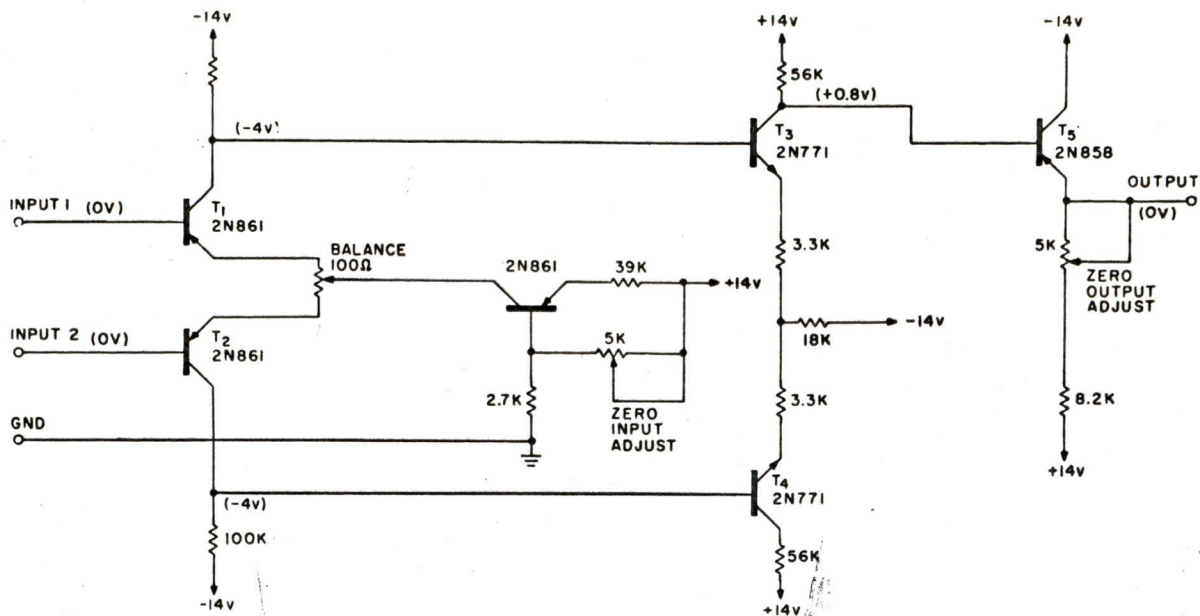 -14v
+14v
-14v
56K
(+0.8v)
(-4v)
T3
2N771
T5
2N858
INPUT 1 (0V)
T1
2N861
OUTPUT
(0V)
BALANCE
100Ω
2N861
39K
+14v
3.3K
5K
ZERO
OUTPUT
ADJUST
INPUT 2 (0V)
T2
2N861
-14v
18K
5K
2.7K
ZERO
INPUT
ADJUST
3.3K
8.2K
GND
+14v
(-4v)
T4
2N771
100K
56K
-14v
+14v